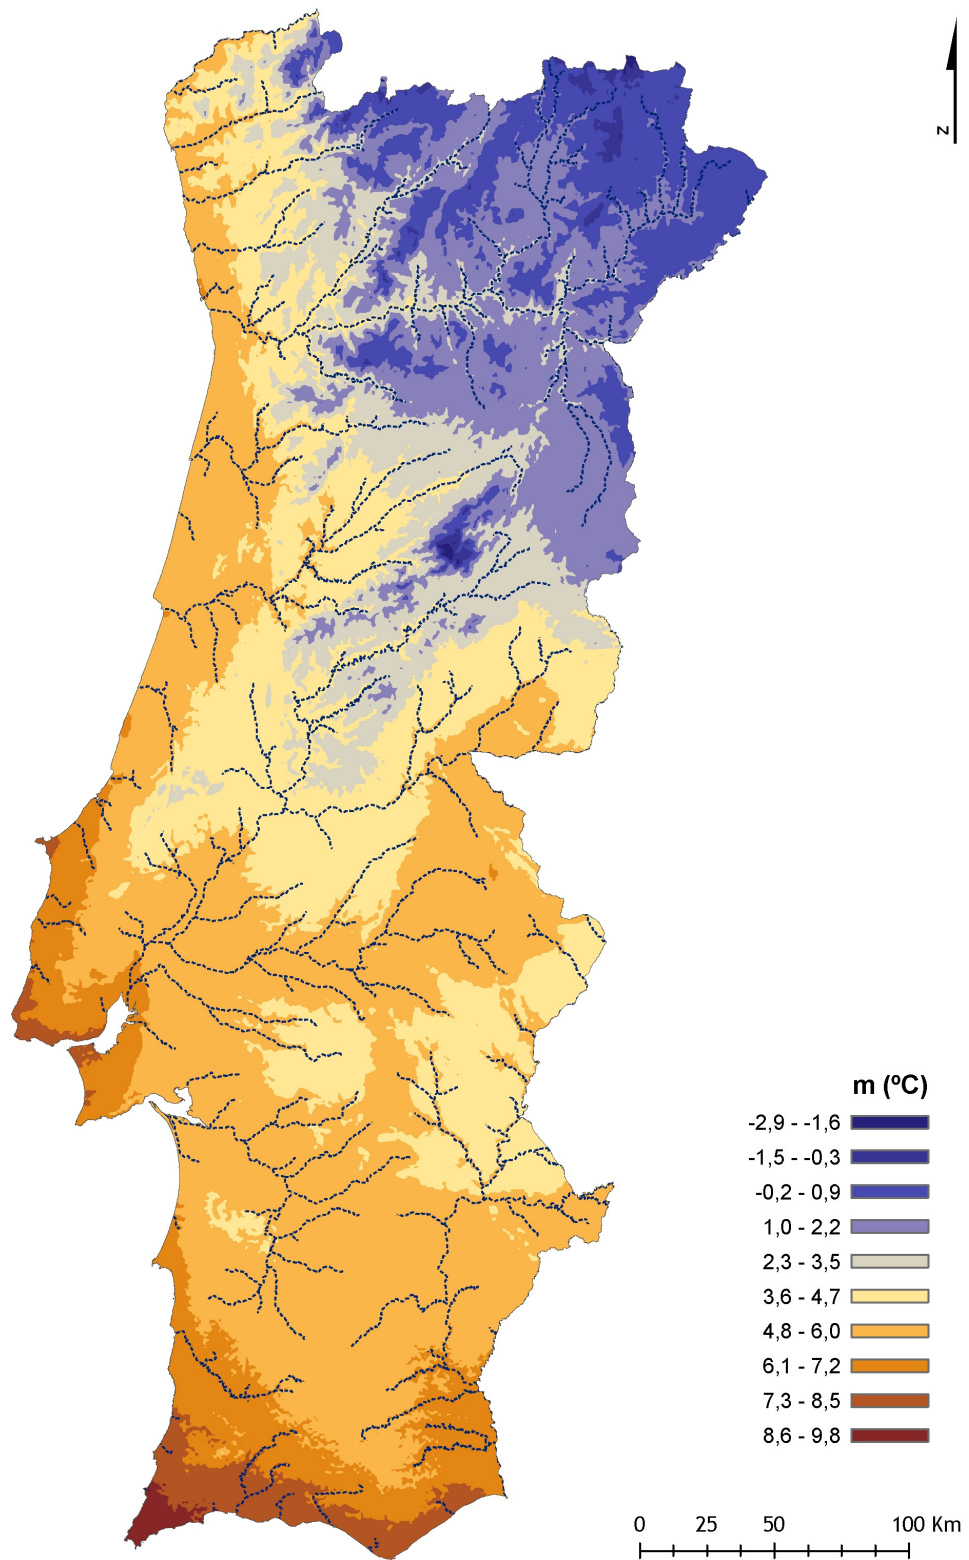 z
m (ºC)
-2,9 - -1,6
-1,5 - -0,3
-0,2 - 0,9
1,0 - 2,2
2,3 - 3,5
3,6 - 4,7
4,8 - 6,0
6,1 - 7,2
7,3 - 8,5
8,6 - 9,8
0 25 50 100 Km